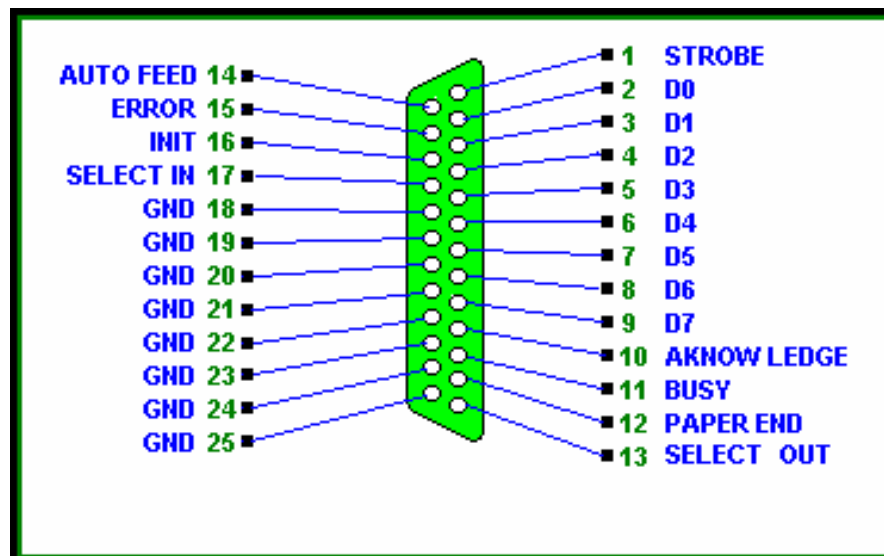 AUTO FEED 14
ERROR 15
INIT 16
SELECT IN 17
GND 18
GND 19
GND 20
GND 21
GND 22
GND 23
GND 24
GND 25
1 STROBE
2 D0
3 D1
4 D2
5 D3
6 D4
7 D5
8 D6
9 D7
10 AKNOW LEDGE
11 BUSY
12 PAPER END
13 SELECT OUT